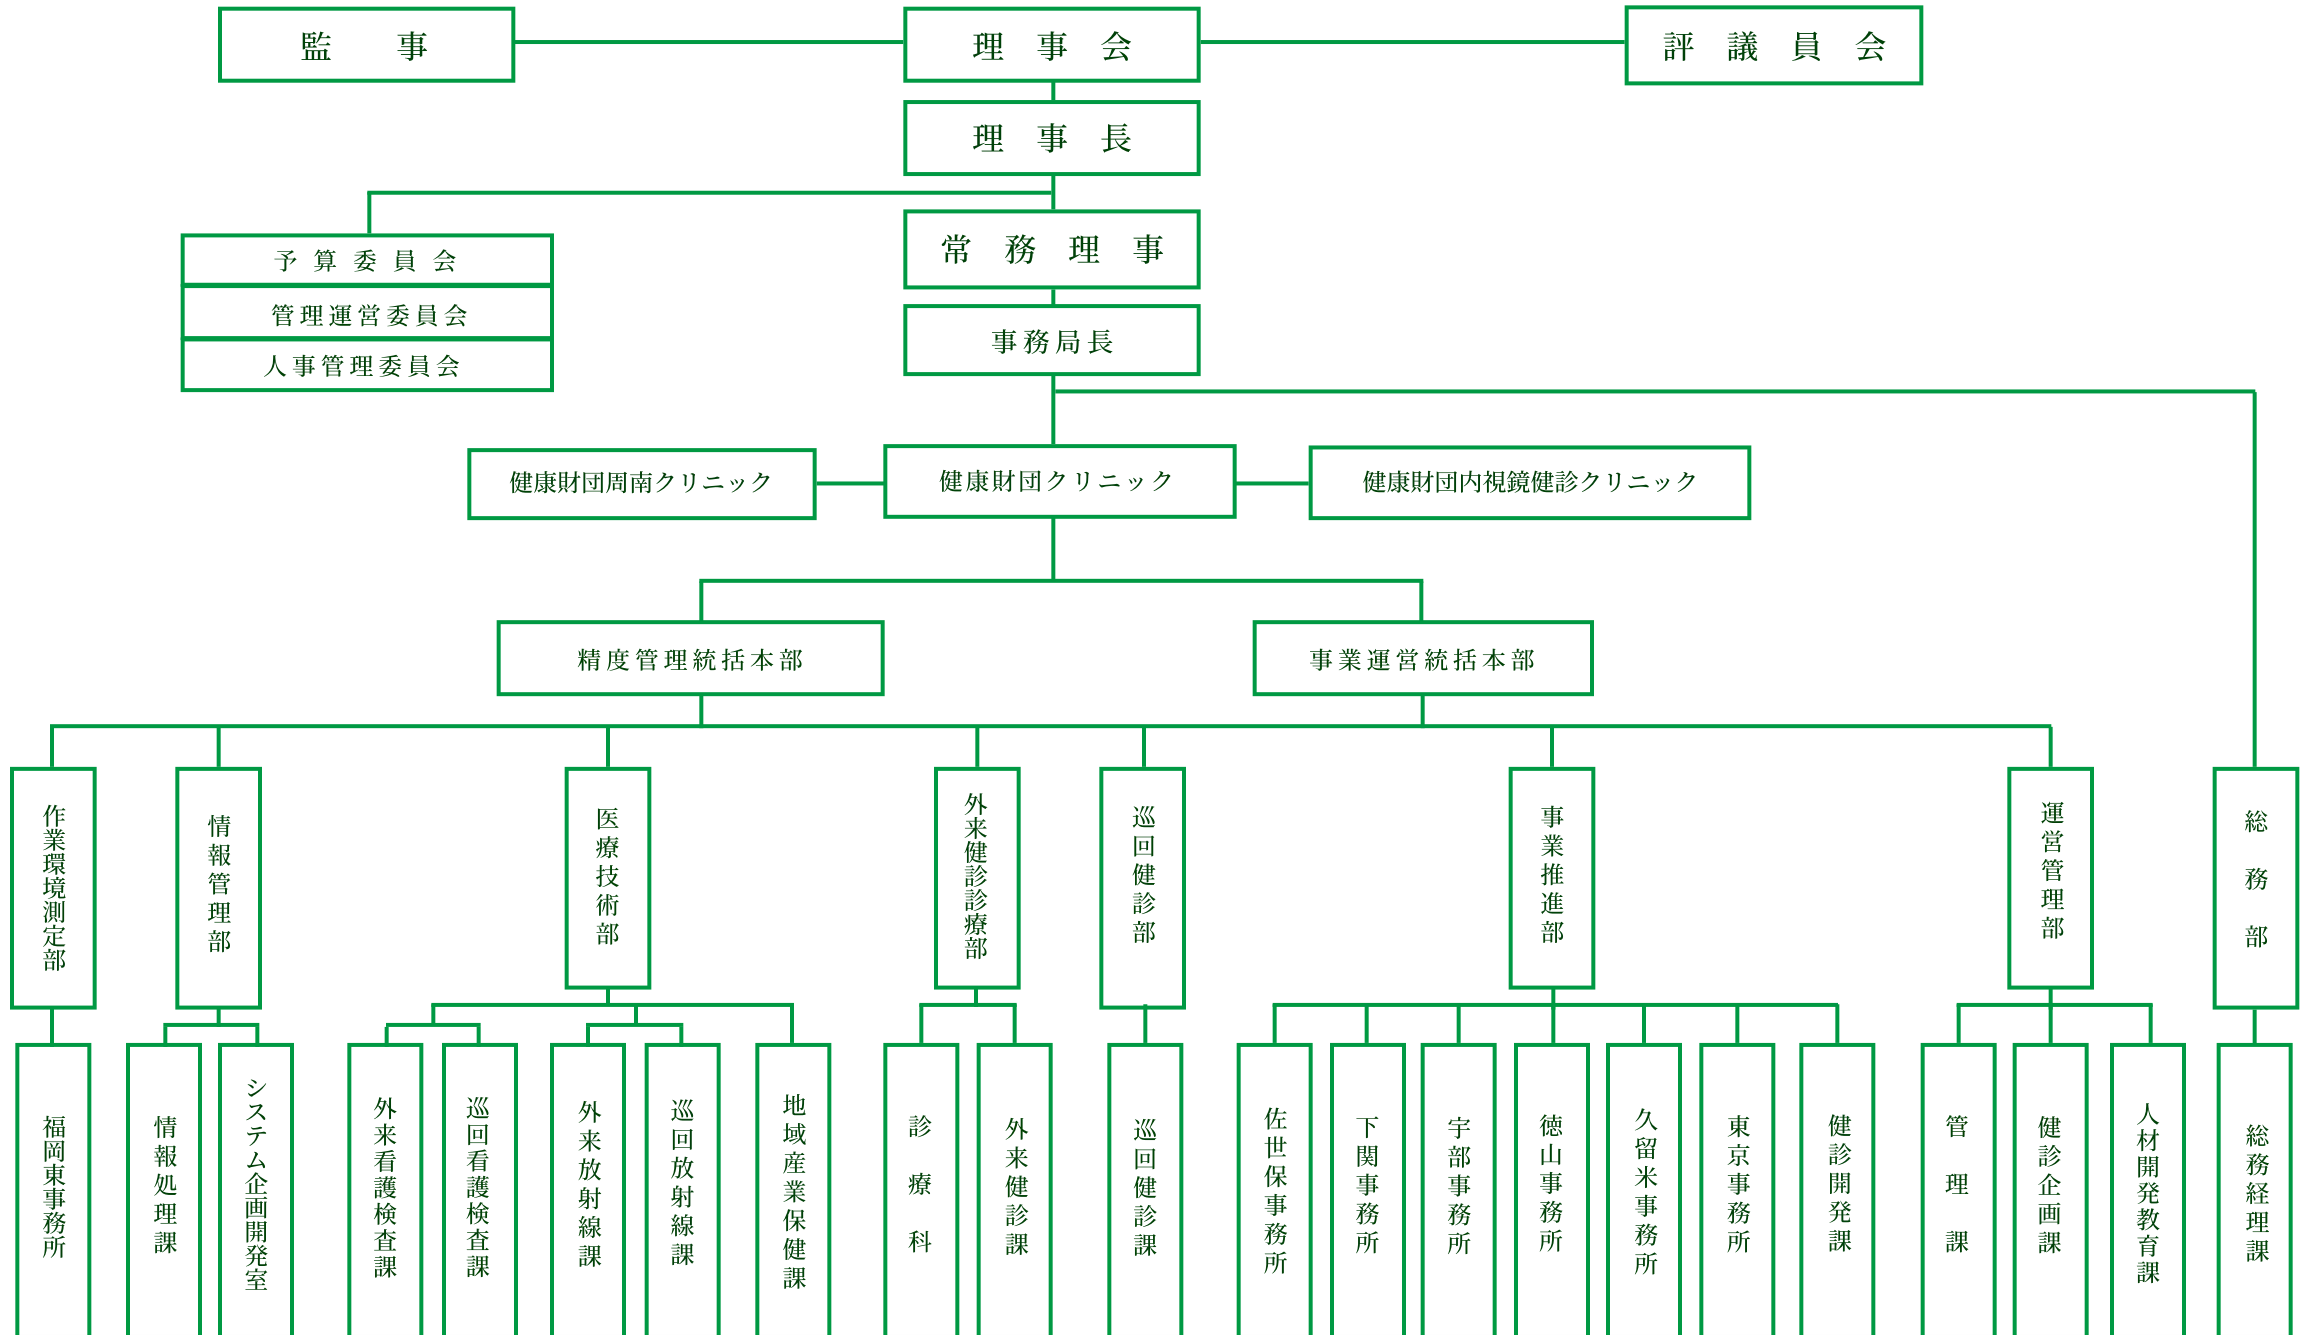 監事
理事会
評議員会
理事長
常務理事
予算委員会
管理運営委員会
人事管理委員会
事務局長
健康財団周南クリニック
健康財団クリニック
健康財団内視鏡健診クリニック
精度管理統括本部
事業運営統括本部
作業環境測定部
情報管理部
医療技術部
外来健診診療部
巡回健診部
事業推進部
運営管理部
総務部
福岡東事務所
情報処理課
システム企画開発室
外来看護検査課
巡回看護検査課
外来放射線課
巡回放射線課
地域産業保健課
診療科
外来健診課
巡回健診課
佐世保事務所
下関事務所
宇部事務所
徳山事務所
久留米事務所
東京事務所
健診開発課
管理課
健診企画課
人材開発教育課
総務経理課